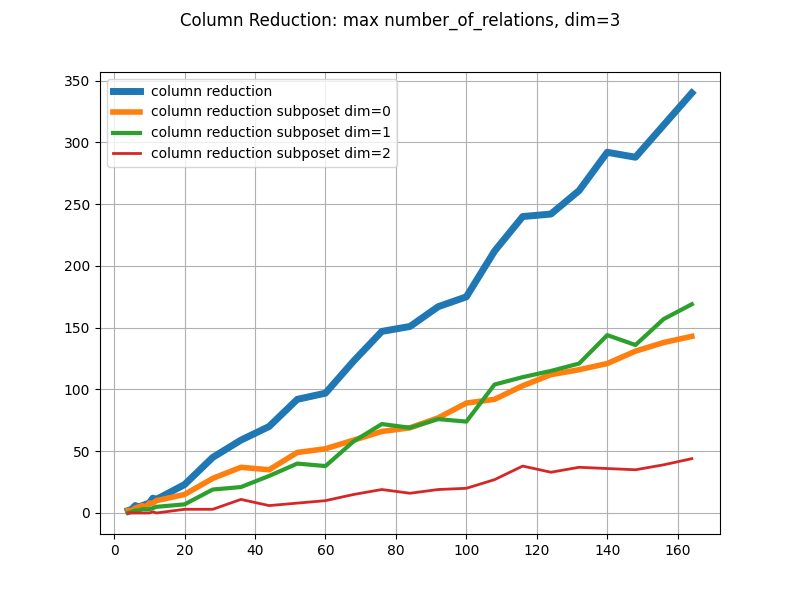 Column Reduction: max number_of_relations, dim=3
column reduction
column reduction subposet dim=0
column reduction subposet dim=1
column reduction subposet dim=2
350
300
250
200
150
100
50
0
0 20 40 60 80 100 120 140 160